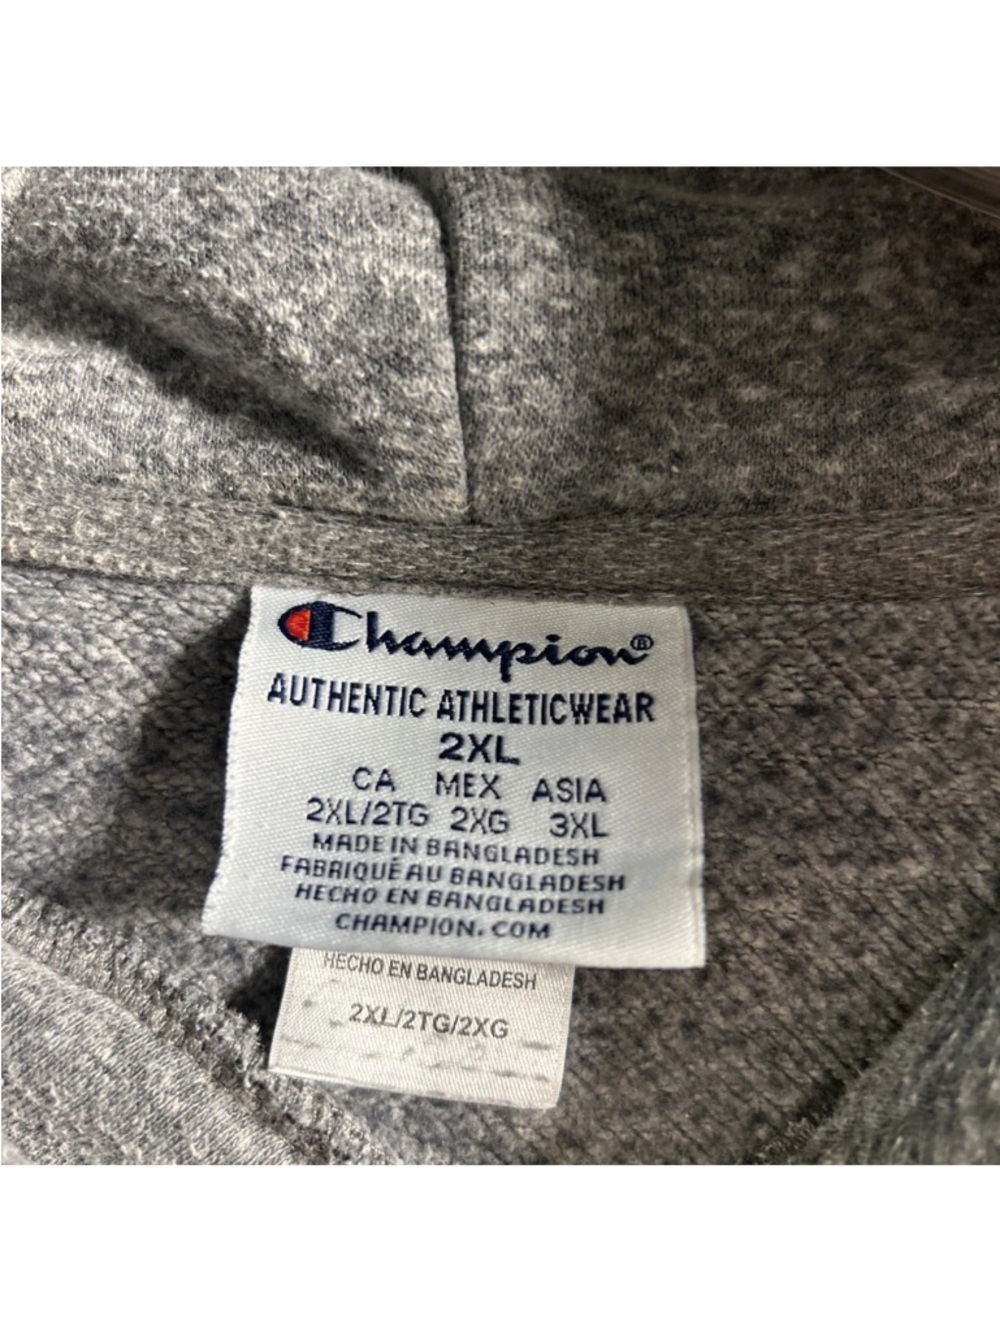 Champion®
AUTHENTIC ATHLETICWEAR
2XL
CA MEX ASIA
2XL/2TG 2XG 3XL
MADE IN BANGLADESH
FABRIQUÉ AU BANGLADESH
HECHO EN BANGLADESH
CHAMPION.COM
HECHO EN BANGLADESH
2XL/2TG/2XG